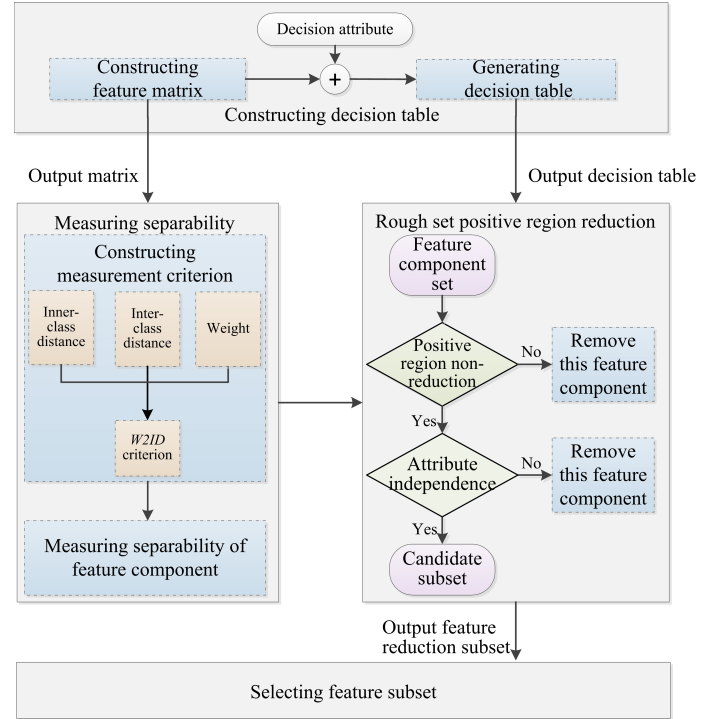 Decision attribute
Constructing
feature matrix
+
Generating
decision table
Constructing decision table
Output matrix
Output decision table
Measuring separability
Constructing
measurement criterion
Inner-
class
distance
Inter-
class
distance
Weight
W2ID
criterion
Measuring separability of
feature component
Rough set positive region reduction
Feature
component
set
Positive
region non-
reduction
No
Remove
this feature
component
Yes
Attribute
independence
No
Remove
this feature
component
Yes
Candidate
subset
Output feature
reduction subset
Selecting feature subset